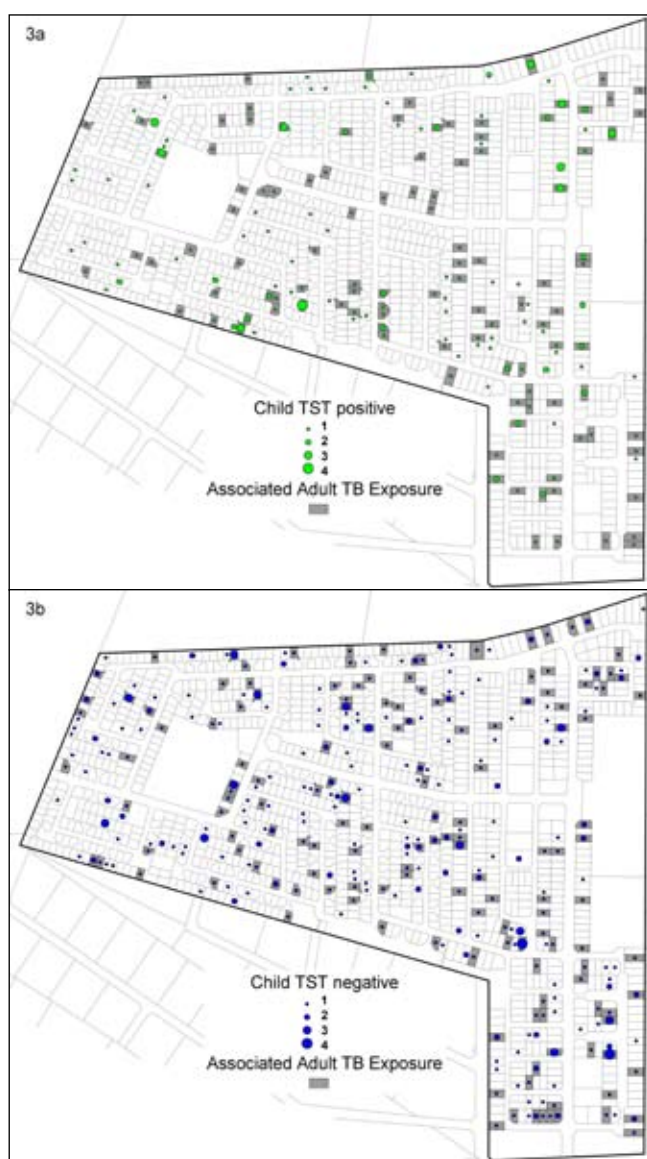 3a
Child TST positive
1
2
3
4
Associated Adult TB Exposure
3b
Child TST negative
1
2
3
4
Associated Adult TB Exposure